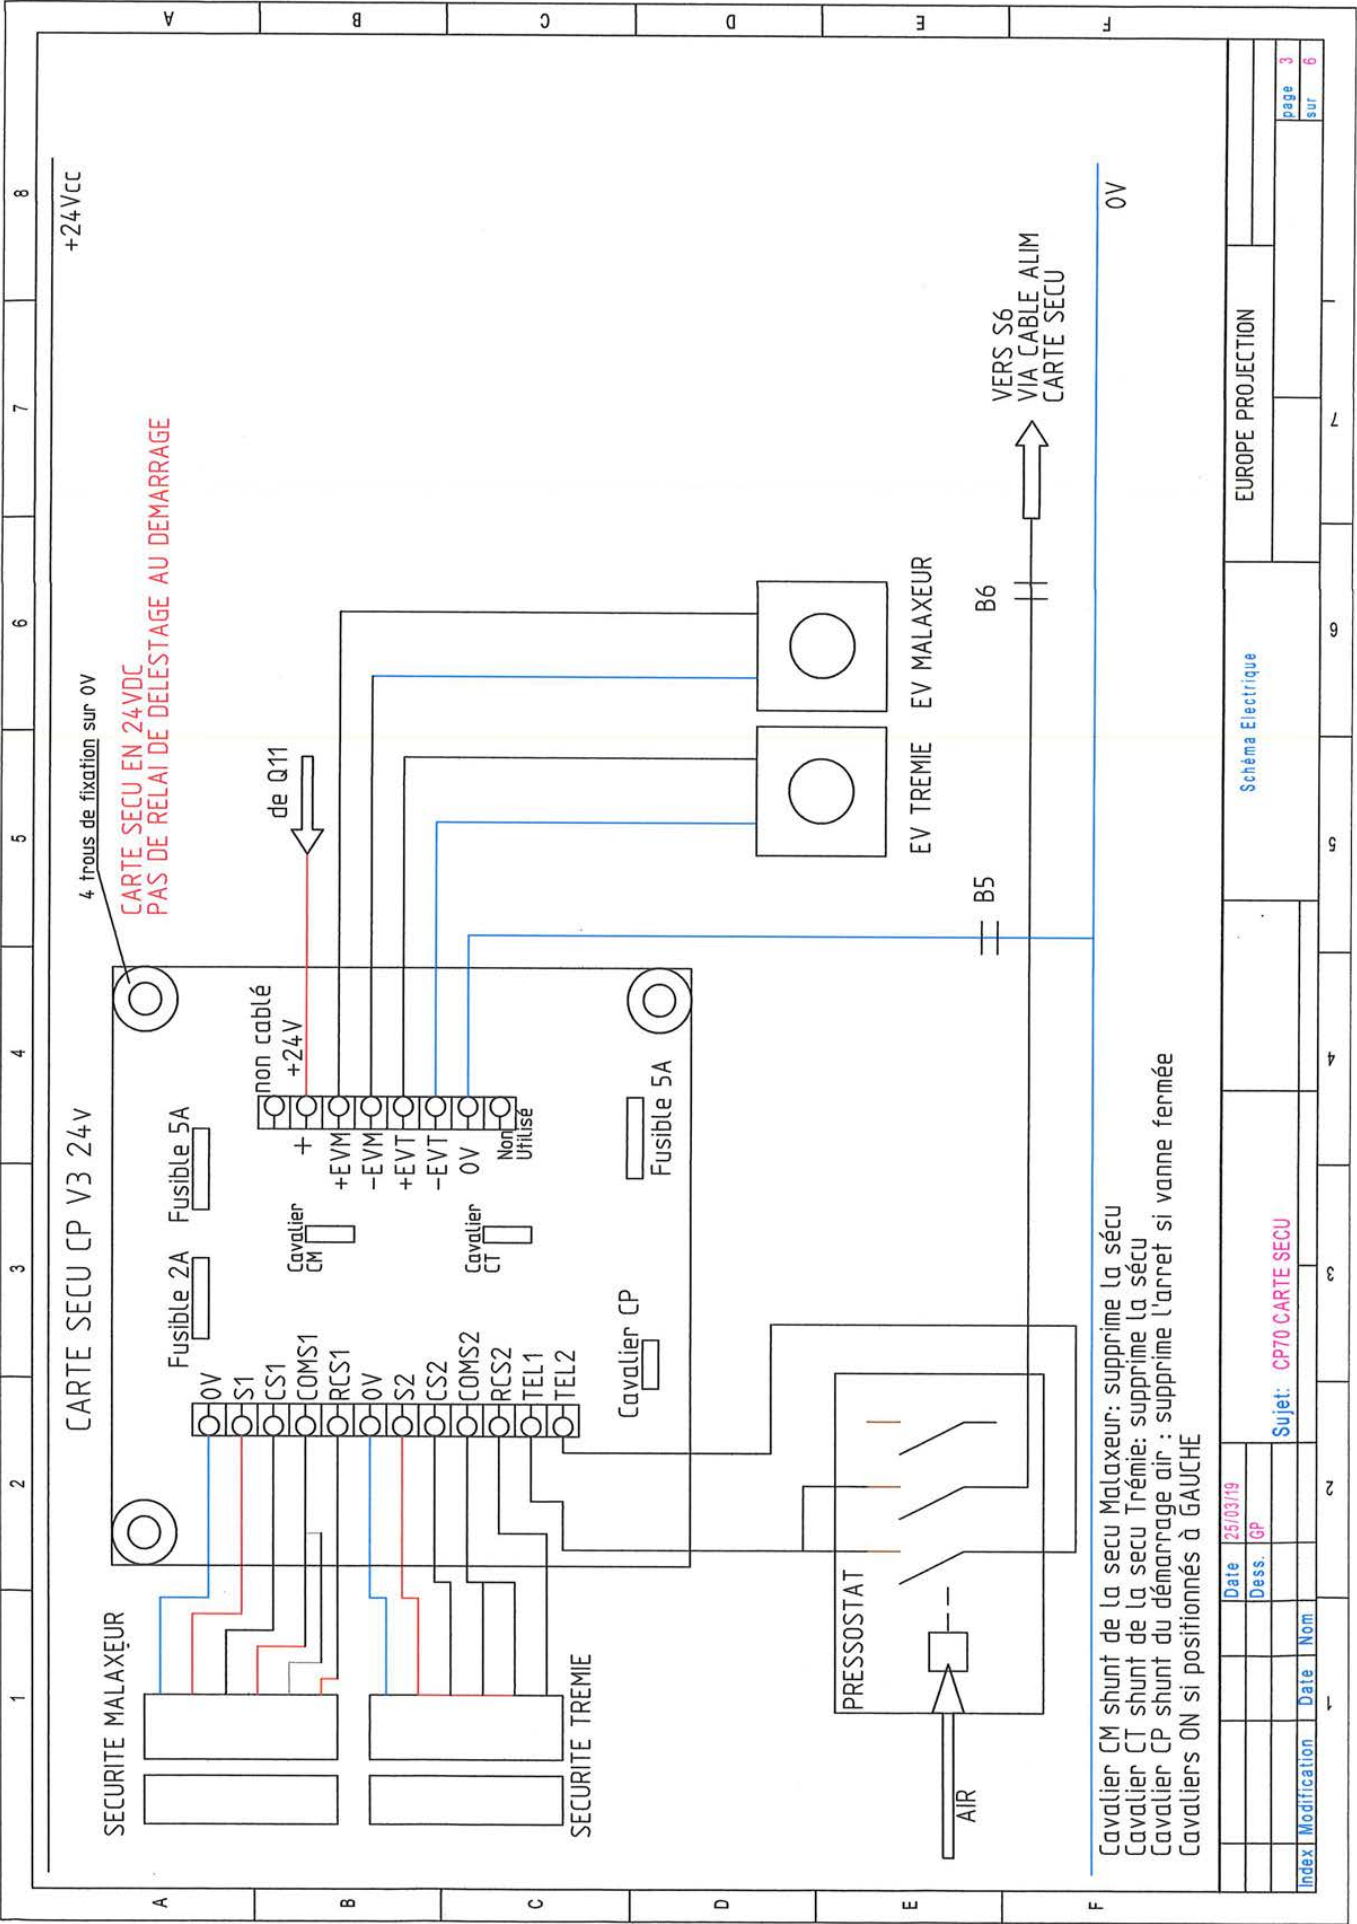 1 2 3 4 5 6 7 8
A
B
C
D
E
F
+24Vcc
4 trous de fixation sur 0V
CARTE SECU EN 24VDC
PAS DE RELAI DE DELESTAGE AU DEMARRAGE
CARTE SECU CP V3 24v
Fusible 2A
Fusible 5A
non cablé
+24V
de Q11
SECURITE MALAXEUR
0V
S1
CS1
COMS1
RCS1
0V
S2
CS2
COMS2
RCS2
TEL1
TEL2
Cavalier
CM
Cavalier
CT
+
+EVM
-EVM
+EVT
-EVT
0V
Non
Utilisé
Cavalier CP
Fusible 5A
SECURITE TREMIE
PRESSOSTAT
AIR
EV TREMIE
EV MALAXEUR
B5
B6
VERS S6
VIA CABLE ALIM
CARTE SECU
0V
Cavalier CM shunt de la secu Malaxeur: supprime la sécu
Cavalier CT shunt de la secu Trémie: supprime la sécu
Cavalier CP shunt du démarrage air : supprime l'arret si vanne fermée
Cavaliers ON si positionnés à GAUCHE
Date 25/03/19
Dess. GP
Index Modification Date Nom
Sujet: CP70 CARTE SECU
Schéma Electrique
EUROPE PROJECTION
page 3
sur 6
1 2 3 4 5 6 7
A
B
C
D
E
F